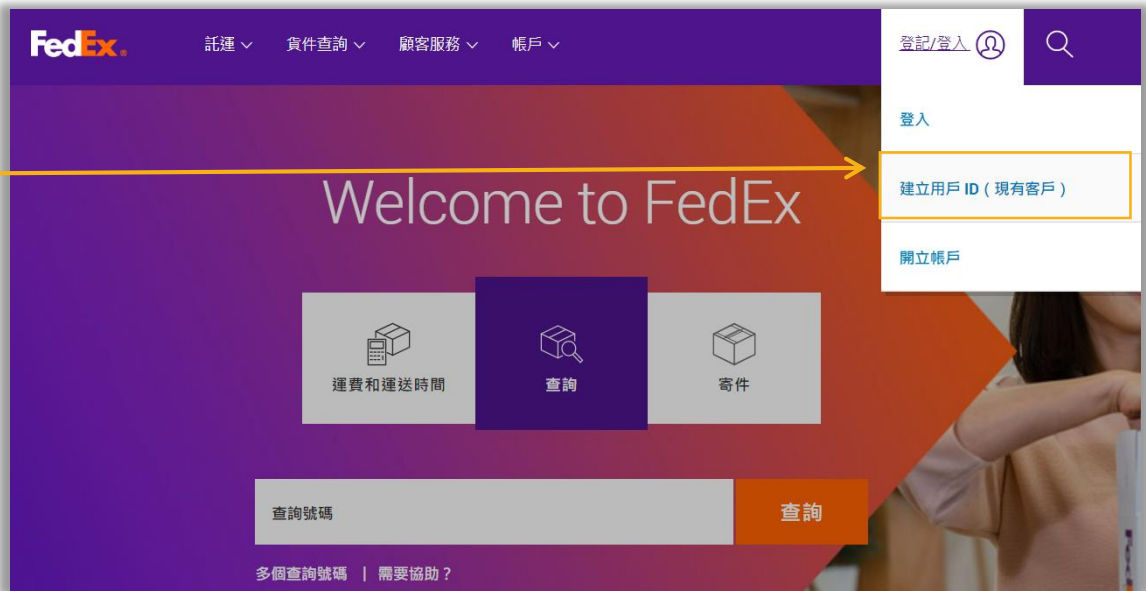 FedEx.
託運
貨件查詢
顧客服務
帳戶
登記/登入
登入
建立用戶 ID（現有客戶）
開立帳戶
Welcome to FedEx
運費和運送時間
查詢
寄件
查詢號碼
查詢
多個查詢號碼 | 需要協助？